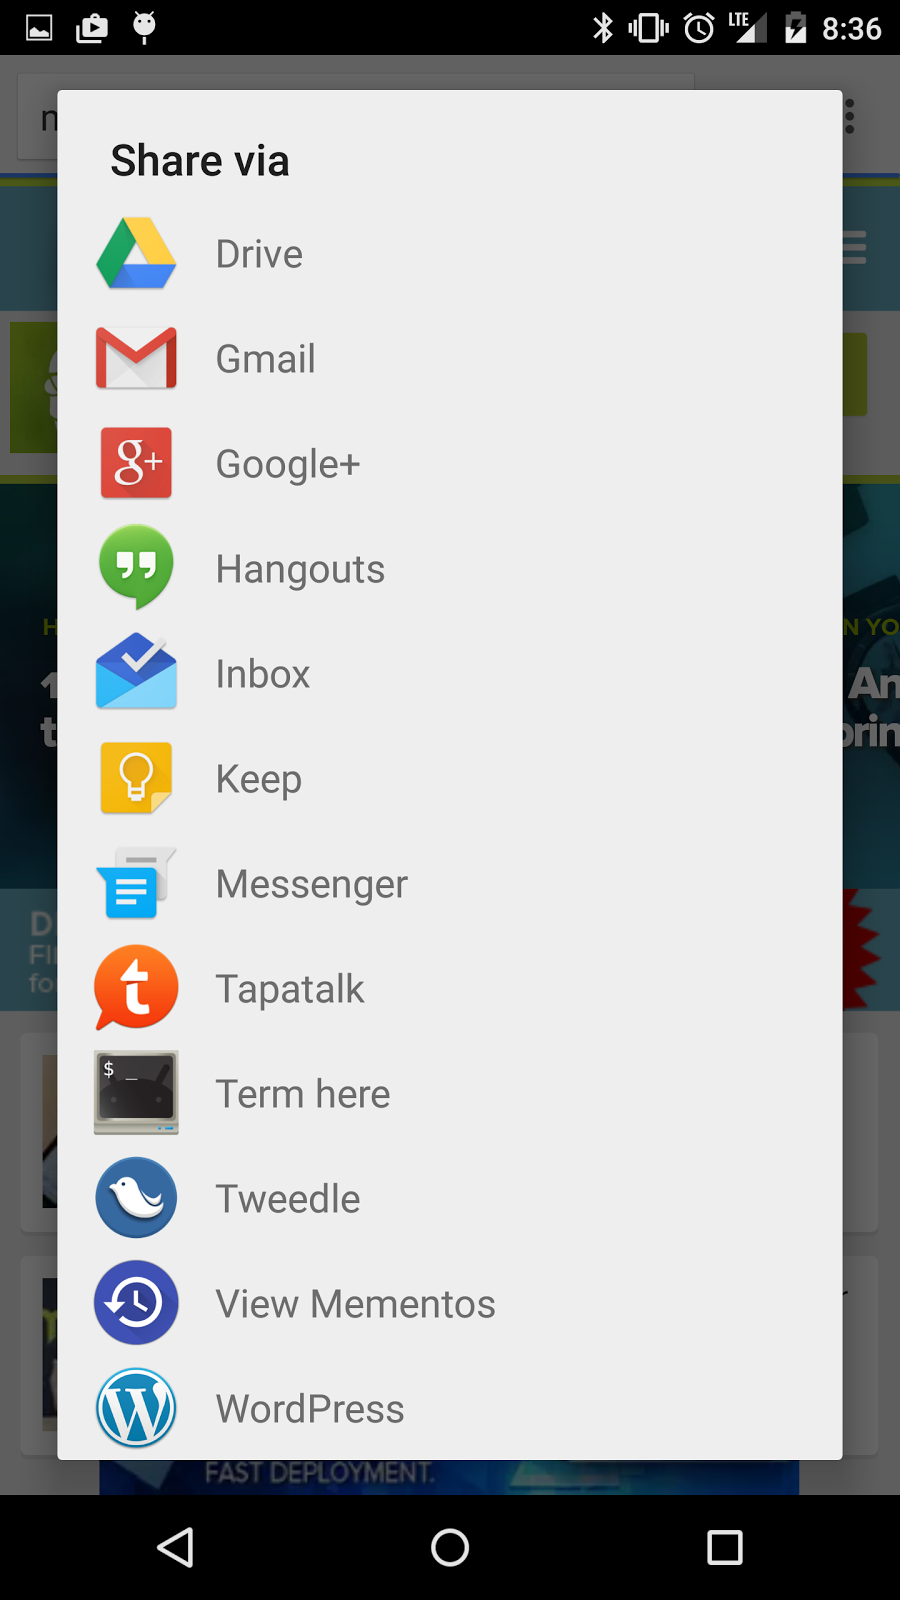 LTE 8:36
Share via
Drive
Gmail
g+ Google+
Hangouts
Inbox
Keep
Messenger
t Tapatalk
$ _ Term here
Tweedle
View Mementos
W WordPress
FAST DEPLOYMENT.